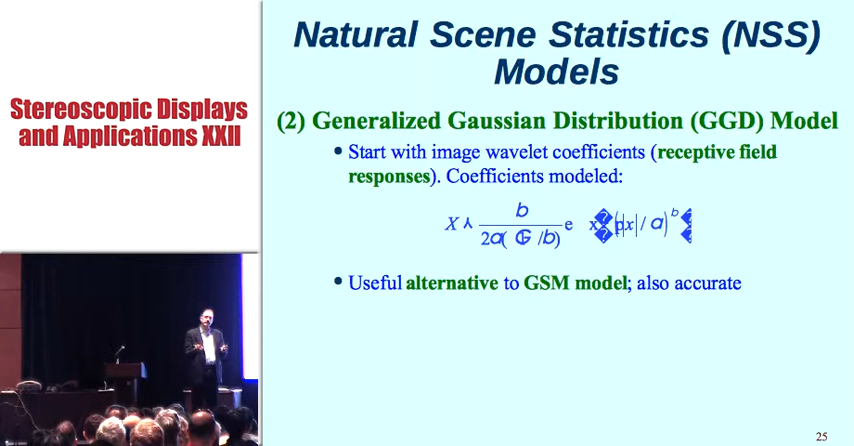 Stereoscopic Displays
and Applications XXII
Natural Scene Statistics (NSS)
Models
(2) Generalized Gaussian Distribution (GGD) Model
• Start with image wavelet coefficients (receptive field
responses). Coefficients modeled:
• Useful alternative to GSM model; also accurate
25